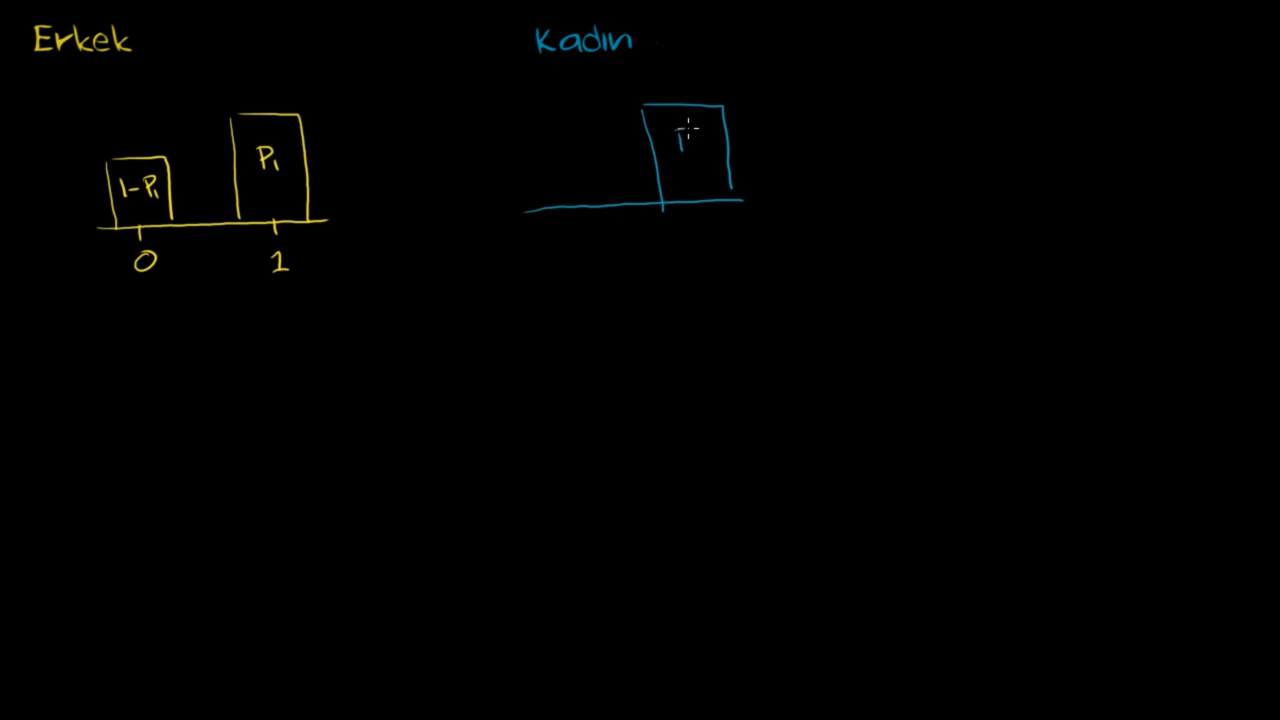 Erkek
Kadın
1-P₁
P₁
0
1